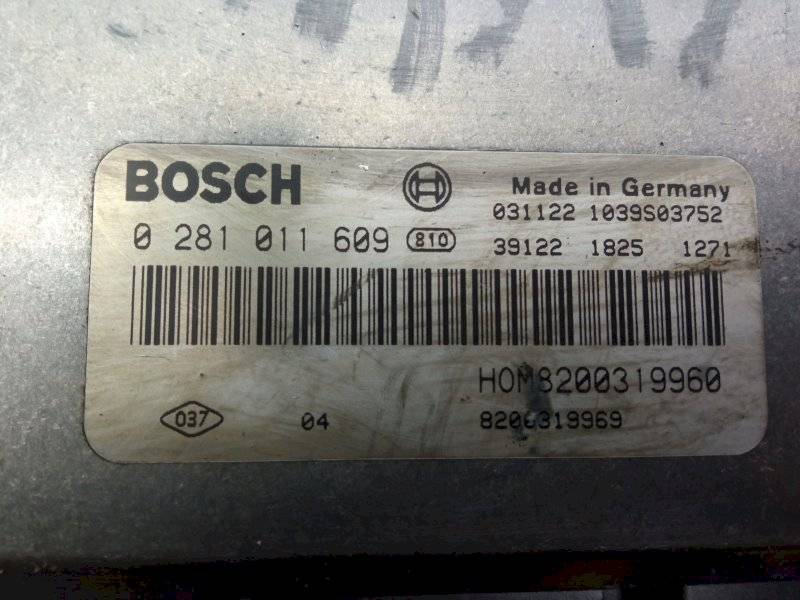 BOSCH
Made in Germany
031122 1039S03752
0 281 011 609 810
39122 1825 1271
HOM8200319960
037 04
8200319969